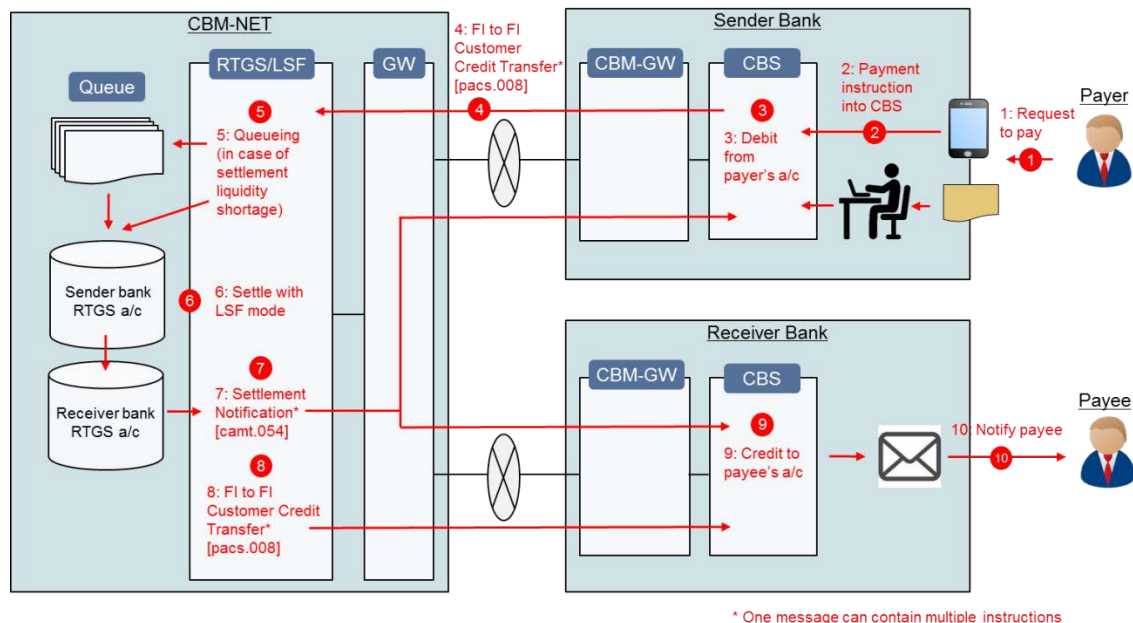 CBM-NET
RTGS/LSF
GW
Queue
5
5: Queueing
(in case of
settlement
liquidity
shortage)
Sender bank
RTGS a/c
6
6: Settle with
LSF mode
7
7: Settlement
Notification*
[camt.054]
Receiver bank
RTGS a/c
8
8: FI to FI
Customer Credit
Transfer*
[pacs.008]
4: FI to FI
Customer
Credit Transfer*
[pacs.008]
4
Sender Bank
CBM-GW
CBS
3
3: Debit
from
payer's a/c
2: Payment
instruction
into CBS
2
1: Request
to pay
1
Payer
Receiver Bank
CBM-GW
CBS
9
9: Credit to
payee's a/c
10: Notify payee
10
Payee
* One message can contain multiple instructions